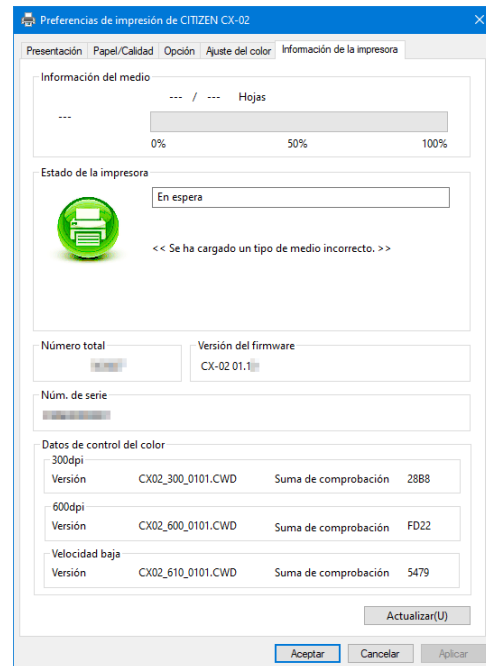 Preferencias de impresión de CITIZEN CX-02
Presentación Papel/Calidad Opción Ajuste del color Información de la impresora
Información del medio
--- / --- Hojas
---
0% 50% 100%
Estado de la impresora
En espera
<< Se ha cargado un tipo de medio incorrecto. >>
Número total Versión del firmware
CX-02 01.1
Núm. de serie
Datos de control del color
300dpi
Versión CX02_300_0101.CWD Suma de comprobación 28B8
600dpi
Versión CX02_600_0101.CWD Suma de comprobación FD22
Velocidad baja
Versión CX02_610_0101.CWD Suma de comprobación 5479
Actualizar(U)
Aceptar Cancelar Aplicar